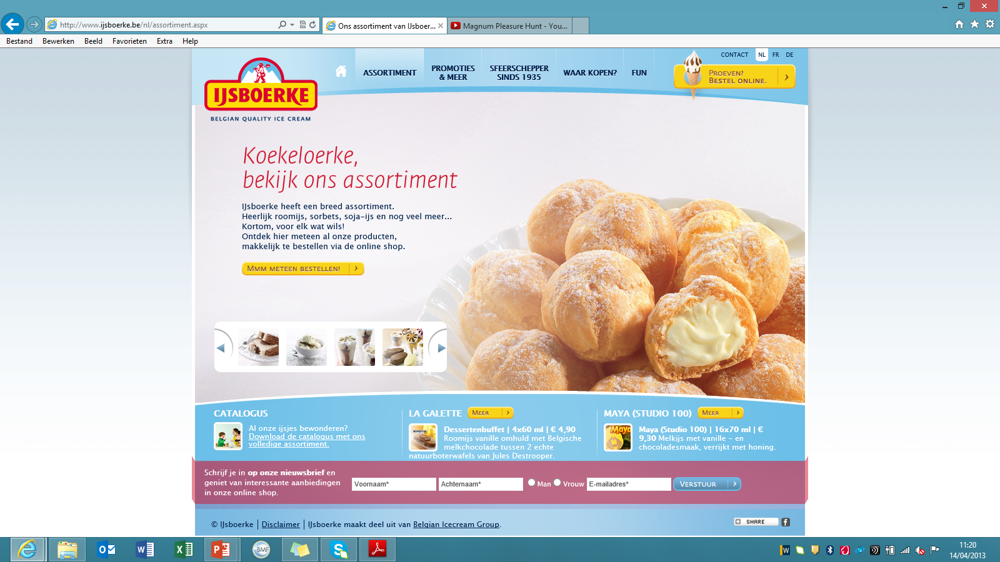 http://www.ijsboerke.be/nl/assortiment.aspx
Ons assortiment van IJsboer...
Magnum Pleasure Hunt - You...
Bestand Bewerken Beeld Favorieten Extra Help
CONTACT NL FR DE
ASSORTIMENT
PROMOTIES
& MEER
SFEERSCHEPPER
SINDS 1935
WAAR KOPEN?
FUN
PROEVEN?
BESTEL ONLINE.
IJSBOERKE
BELGIAN QUALITY ICE CREAM
Koekeloerke,
bekijk ons assortiment
IJsboerke heeft een breed assortiment.
Heerlijk roomijs, sorbets, soja-ijs en nog veel meer...
Kortom, voor elk wat wils!
Ontdek hier meteen al onze producten,
makkelijk te bestellen via de online shop.
MMM METEEN BESTELLEN!
CATALOGUS
Al onze ijsjes bewonderen?
Download de catalogus met ons
volledige assortiment.
LA GALETTE MEER
Dessertenbuffet | 4x60 ml | € 4,90
Roomijs vanille omhuld met Belgische
melkchocolade tussen 2 echte
natuurboterwafels van Jules Destrooper.
MAYA (STUDIO 100) MEER
Maya
Maya (Studio 100) | 16x70 ml | €
9,30 Melkijs met vanille - en
chocoladesmaak, verrijkt met honing.
Schrijf je in op onze nieuwsbrief en
geniet van interessante aanbiedingen
in onze online shop.
Voornaam* Achternaam* Man Vrouw E-mailadres* VERSTUUR
© IJsboerke | Disclaimer | IJsboerke maakt deel uit van Belgian Icecream Group.
SHARE
BMF
11:20
14/04/2013